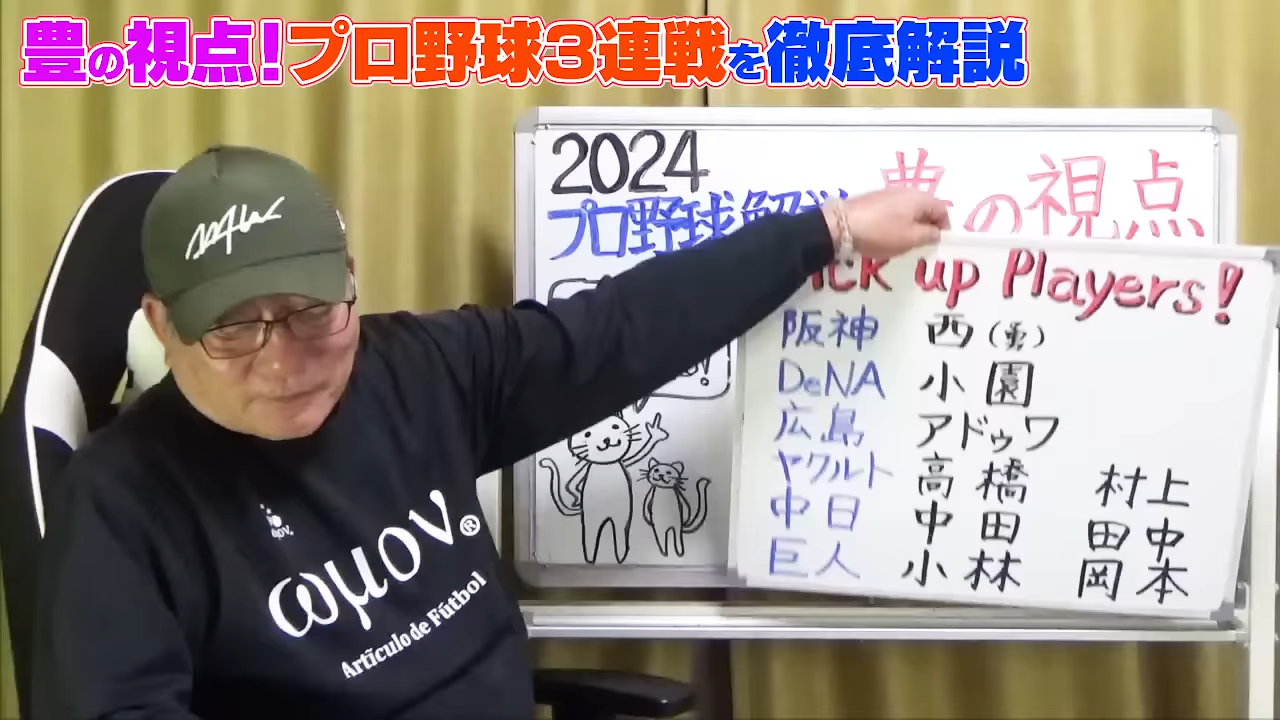 豊の視点!プロ野球3連戦を徹底解説
2024
プロ野球解説
豊の視点
Pick up Players!
阪神 西(勇)
DeNA 小園
広島 アドゥワ
ヤクルト 高橋 村上
中日 中田 田中
巨人 小林 岡本
ωμον®
Artículo de Fútbol